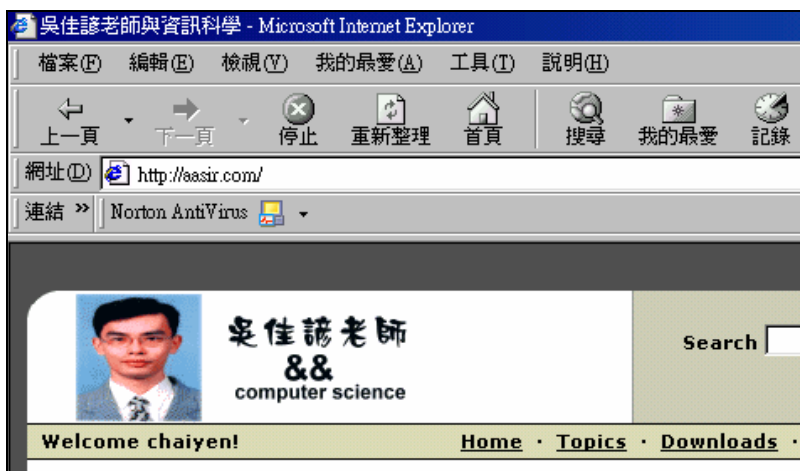 吳佳諺老師與資訊科學 - Microsoft Internet Explorer
檔案(F) 編輯(E) 檢視(V) 我的最愛(A) 工具(T) 說明(H)
上一頁 下一頁 停止 重新整理 首頁 搜尋 我的最愛 記錄
網址(D) http://aasir.com/
連結 » Norton AntiVirus
吳佳諺老師
&&
computer science
Search
Welcome chaiyen! Home · Topics · Downloads ·